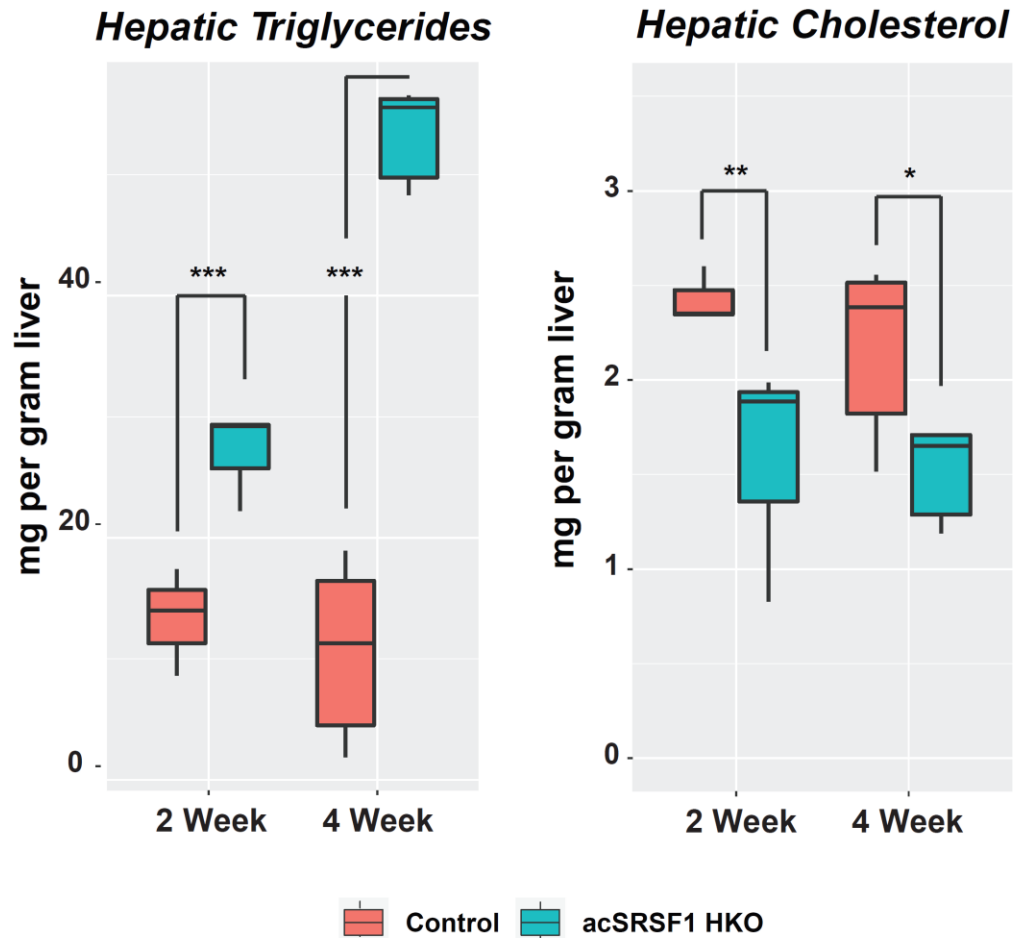 Hepatic Triglycerides
mg per gram liver
40
20
0
***
***
2 Week
4 Week
Hepatic Cholesterol
mg per gram liver
3
2
1
0
**
*
2 Week
4 Week
Control
acSRSF1 HKO